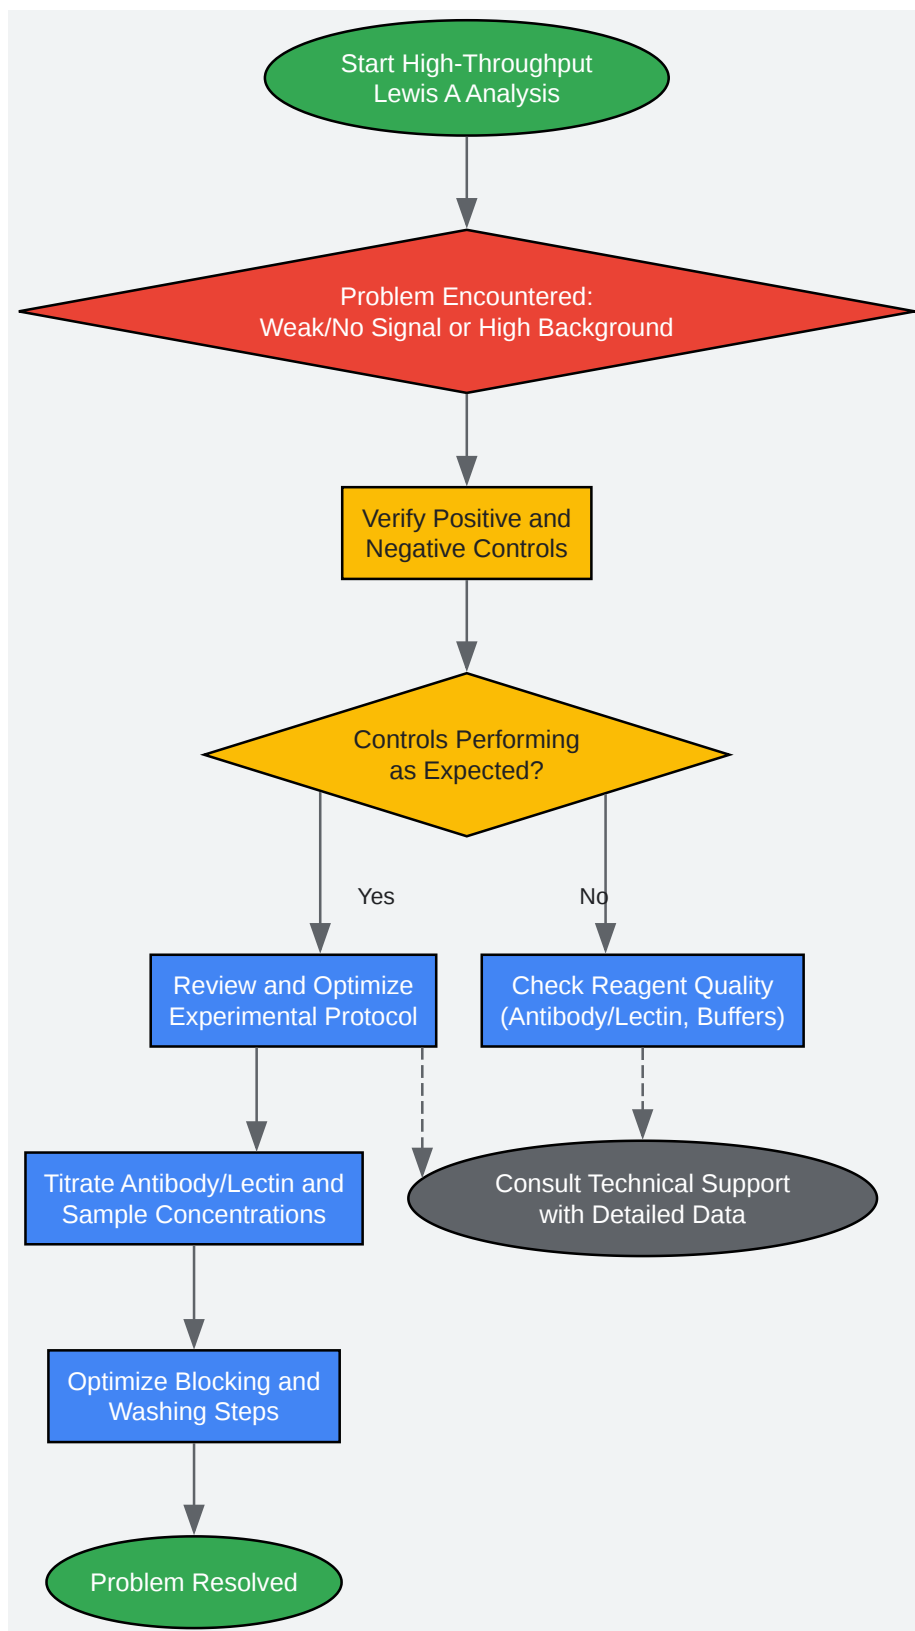 Start High-Throughput
Lewis A Analysis
Problem Encountered:
Weak/No Signal or High Background
Verify Positive and
Negative Controls
Controls Performing
as Expected?
Yes
No
Review and Optimize
Experimental Protocol
Check Reagent Quality
(Antibody/Lectin, Buffers)
Titrate Antibody/Lectin and
Sample Concentrations
Consult Technical Support
with Detailed Data
Optimize Blocking and
Washing Steps
Problem Resolved